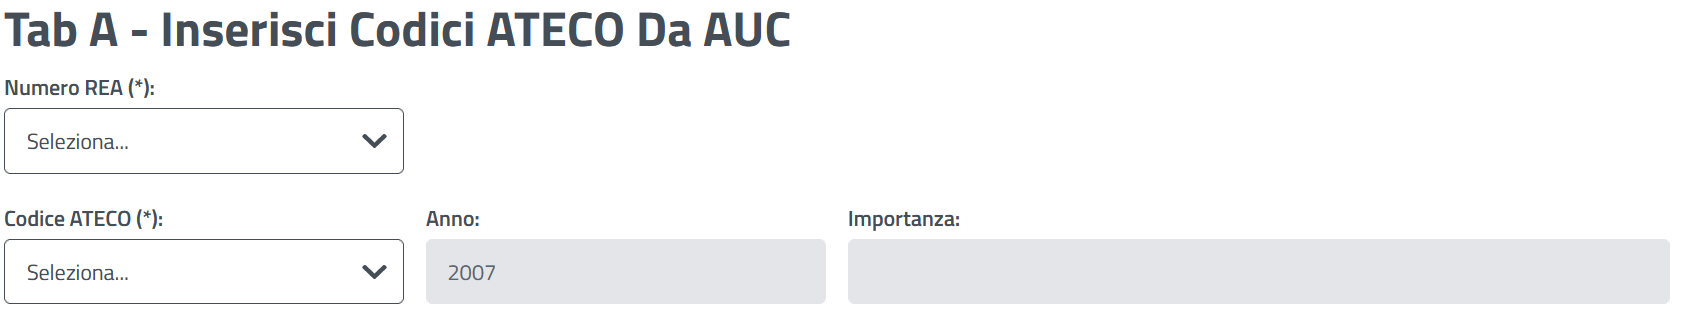 Tab A - Inserisci Codici ATECO Da AUC
Numero REA (*):
Seleziona...
Codice ATECO (*): Anno: Importanza:
Seleziona... 2007